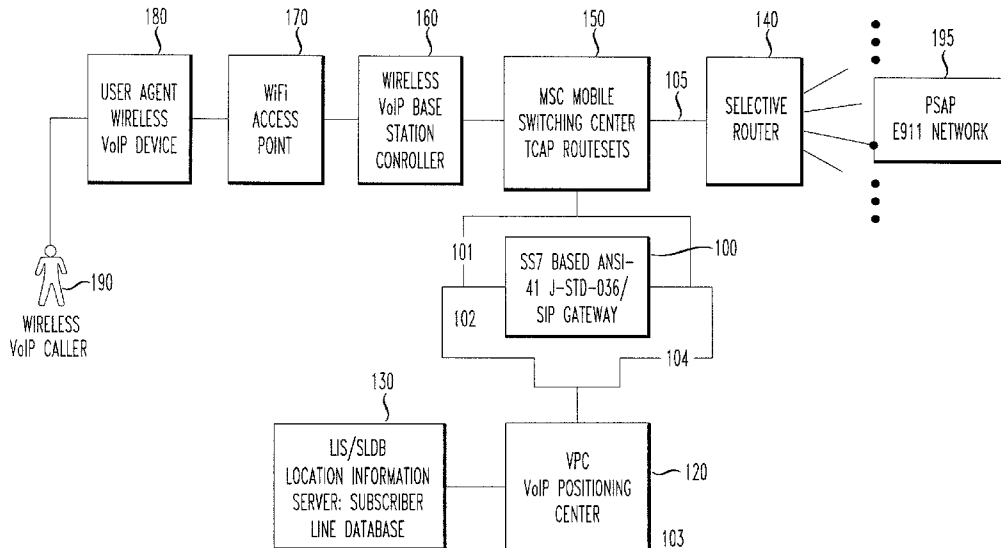 180
170
160
150
140
195
USER AGENT
WIRELESS
VoIP DEVICE
WiFi
ACCESS
POINT
WIRELESS
VoIP BASE
STATION
CONROLLER
MSC MOBILE
SWITCHING CENTER
TCAP ROUTESETS
105
SELECTIVE
ROUTER
PSAP
E911 NETWORK
190
WIRELESS
VoIP CALLER
101
102
SS7 BASED ANSI-
41 J-STD-036/
SIP GATEWAY
100
104
130
LIS/SLDB
LOCATION INFORMATION
SERVER: SUBSCRIBER
LINE DATABASE
VPC
VoIP POSITIONING
CENTER
120
103